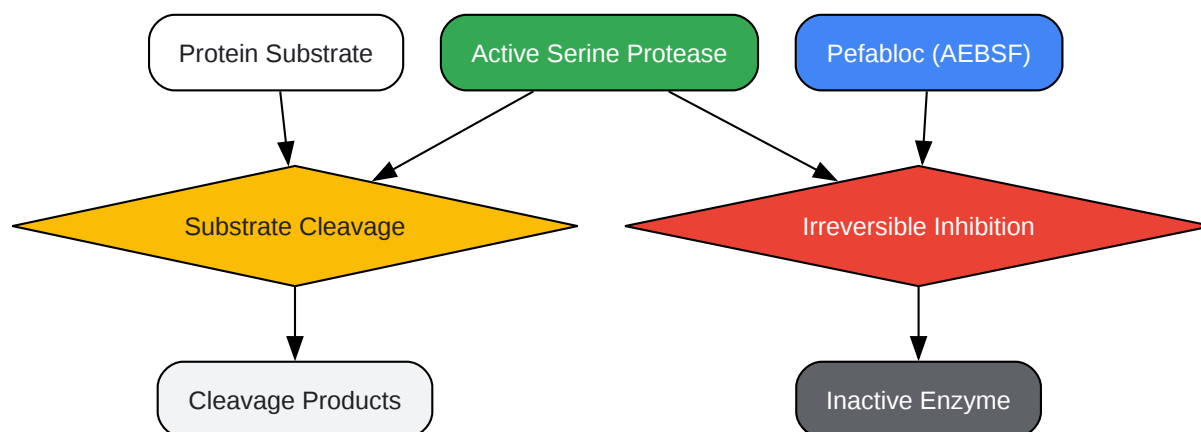 Protein Substrate
Active Serine Protease
Pefabloc (AEBSF)
Substrate Cleavage
Irreversible Inhibition
Cleavage Products
Inactive Enzyme